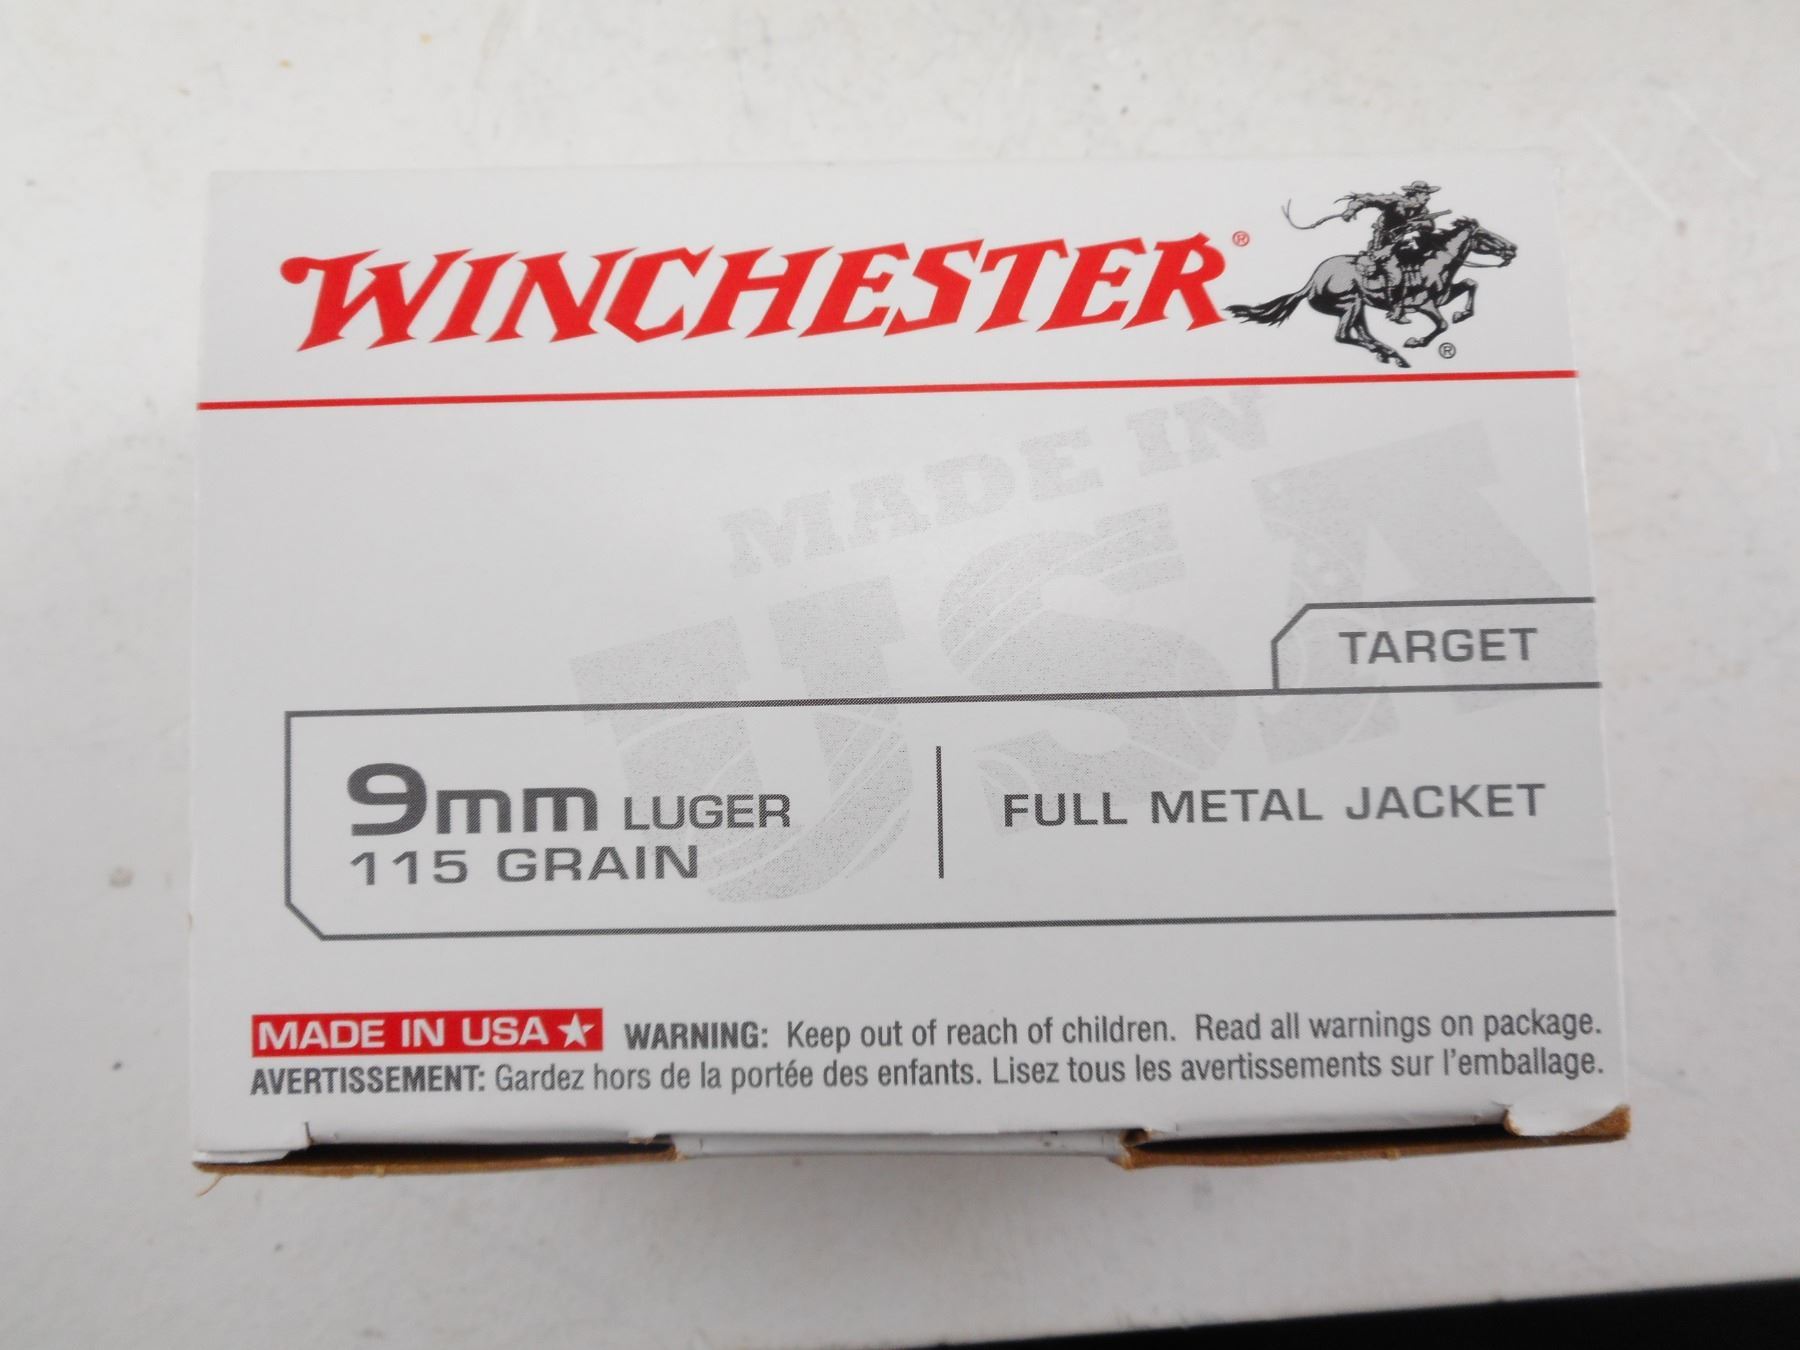 WINCHESTER®
®
MADE IN
USA
TARGET
9mm LUGER
115 GRAIN
FULL METAL JACKET
MADE IN USA ★ WARNING: Keep out of reach of children. Read all warnings on package.
AVERTISSEMENT: Gardez hors de la portée des enfants. Lisez tous les avertissements sur l'emballage.